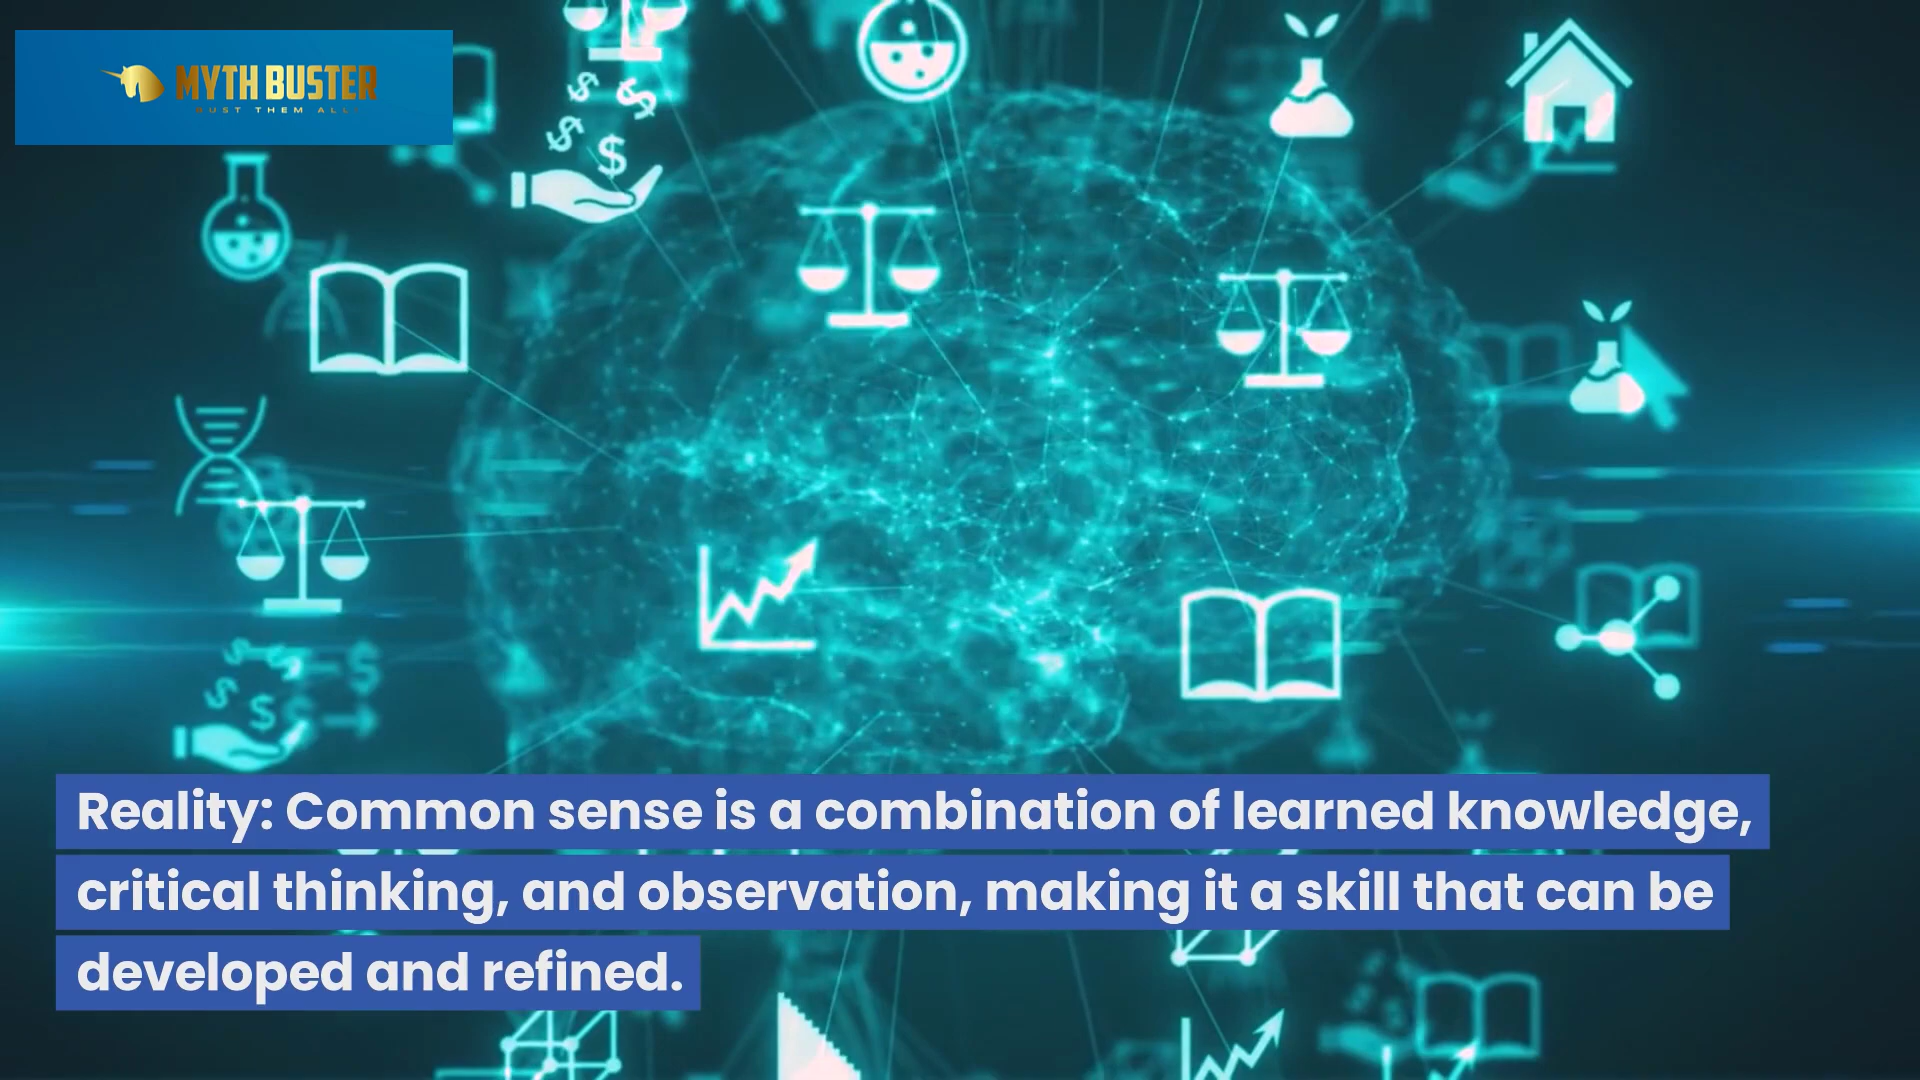 MYTH BUSTER
BUST THEM ALL
Reality: Common sense is a combination of learned knowledge,
critical thinking, and observation, making it a skill that can be
developed and refined.